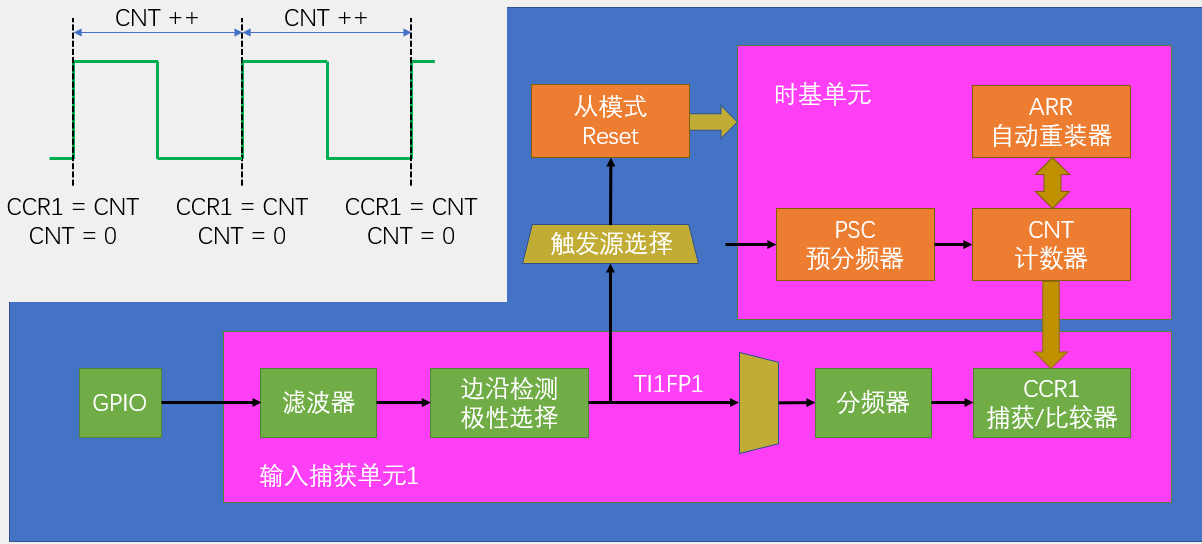 CNT ++
CNT ++
CCR1 = CNT
CNT = 0
CCR1 = CNT
CNT = 0
CCR1 = CNT
CNT = 0
从模式
Reset
时基单元
ARR
自动重装器
触发源选择
PSC
预分频器
CNT
计数器
GPIO
滤波器
边沿检测
极性选择
TI1FP1
分频器
CCR1
捕获/比较器
输入捕获单元1